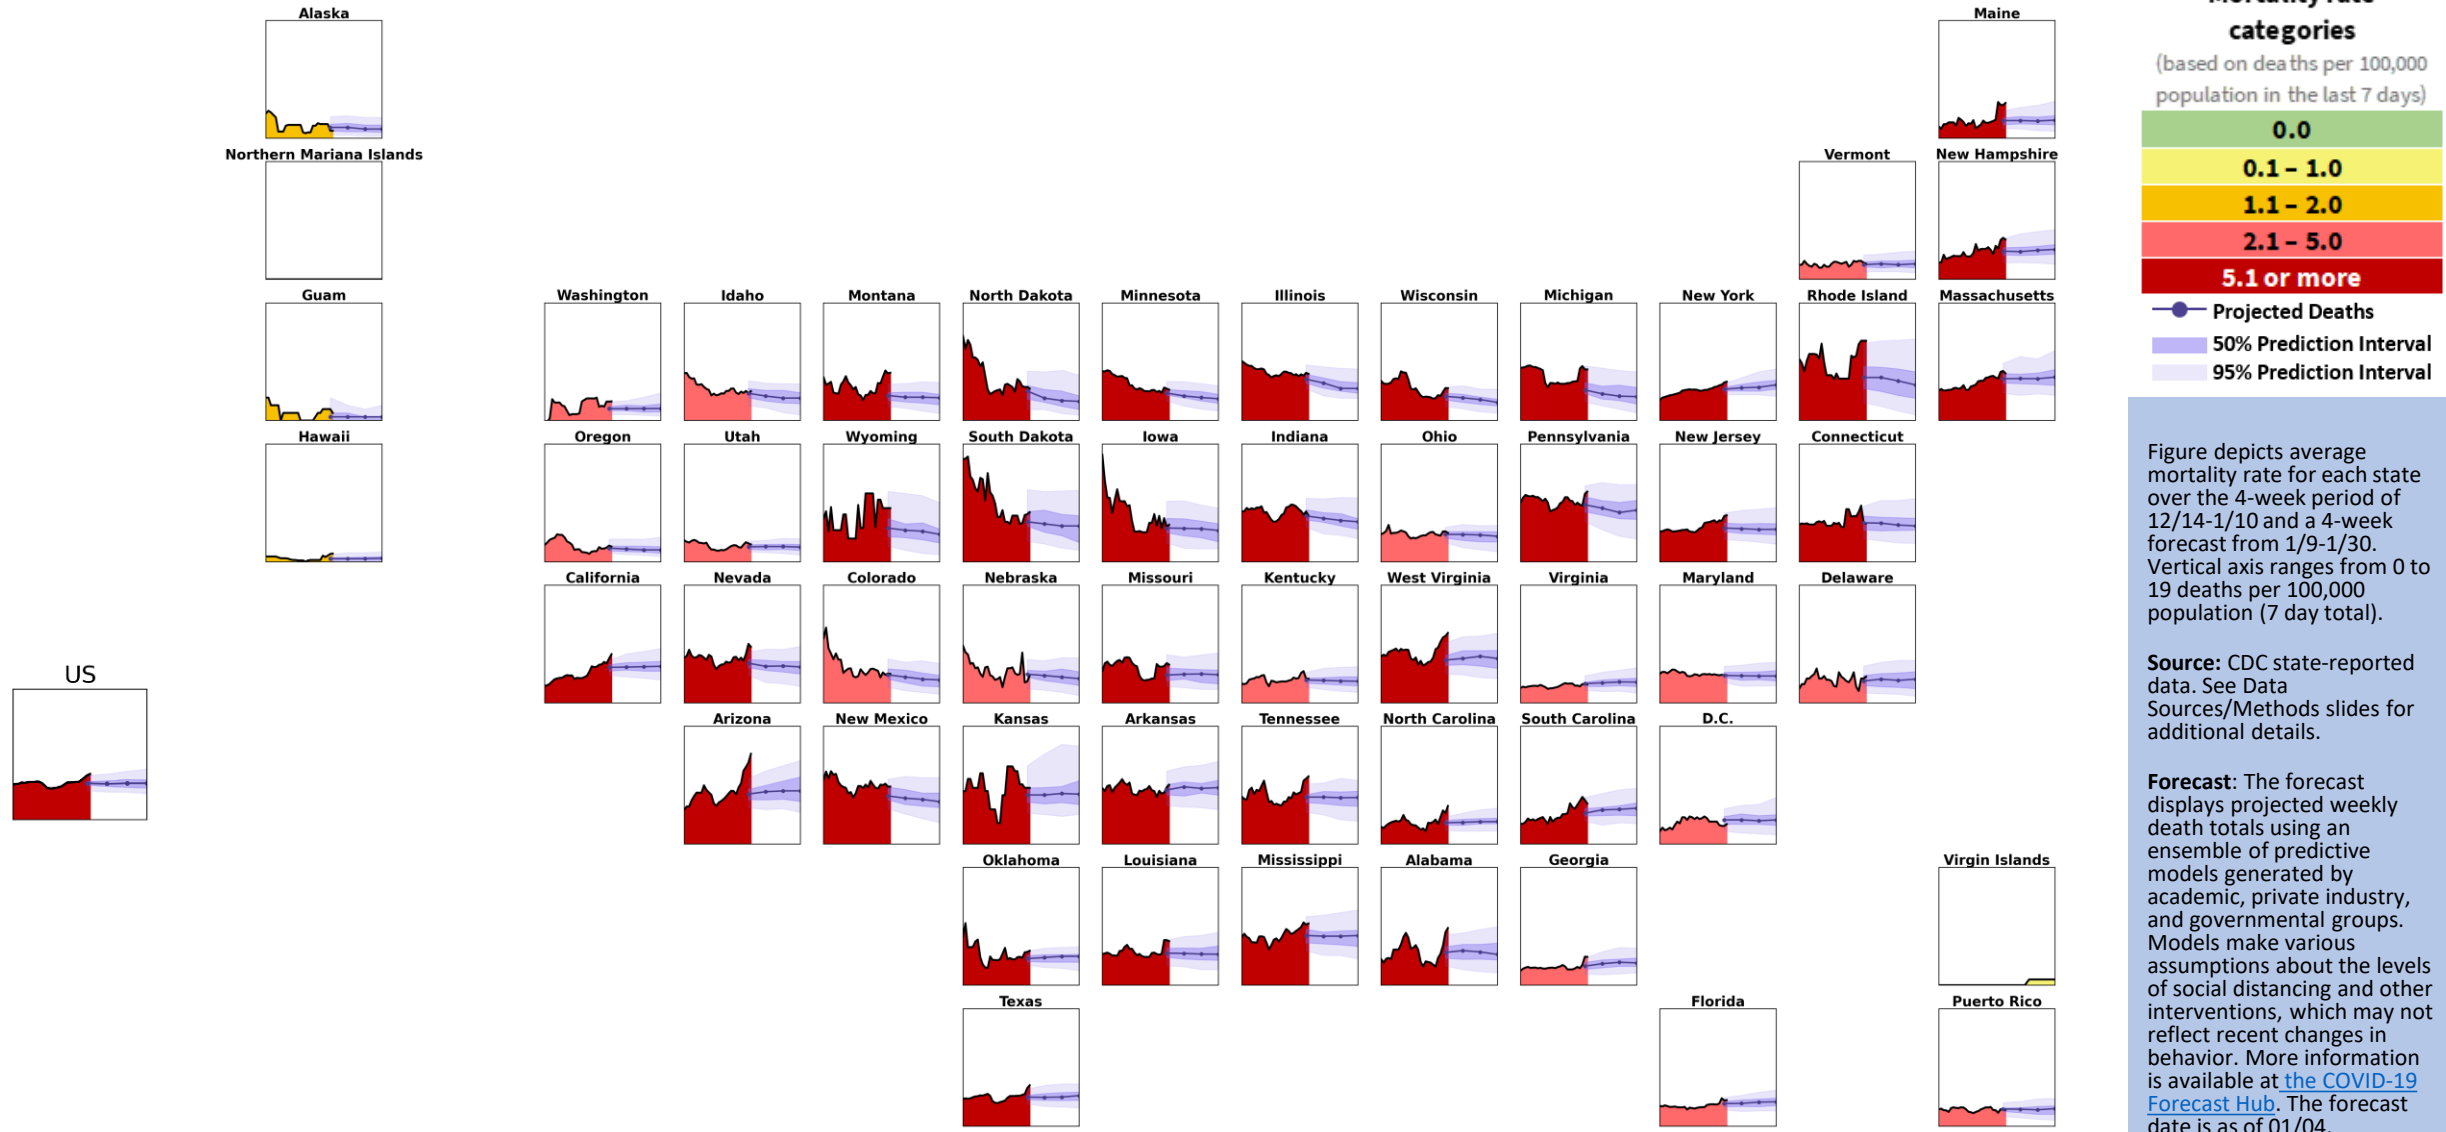 Alaska
Maine
Mortality rate
categories
(based on deaths per 100,000
population in the last 7 days)
0.0
0.1 – 1.0
1.1 – 2.0
2.1 – 5.0
5.1 or more
Projected Deaths
50% Prediction Interval
95% Prediction Interval
Northern Mariana Islands
Vermont
New Hampshire
Guam
Washington
Idaho
Montana
North Dakota
Minnesota
Illinois
Wisconsin
Michigan
New York
Rhode Island
Massachusetts
Hawaii
Oregon
Utah
Wyoming
South Dakota
Iowa
Indiana
Ohio
Pennsylvania
New Jersey
Connecticut
California
Nevada
Colorado
Nebraska
Missouri
Kentucky
West Virginia
Virginia
Maryland
Delaware
US
Arizona
New Mexico
Kansas
Arkansas
Tennessee
North Carolina
South Carolina
D.C.
Oklahoma
Louisiana
Mississippi
Alabama
Georgia
Virgin Islands
Texas
Florida
Puerto Rico
Figure depicts average
mortality rate for each state
over the 4-week period of
12/14-1/10 and a 4-week
forecast from 1/9-1/30.
Vertical axis ranges from 0 to
19 deaths per 100,000
population (7 day total).
Source: CDC state-reported
data. See Data
Sources/Methods slides for
additional details.
Forecast: The forecast
displays projected weekly
death totals using an
ensemble of predictive
models generated by
academic, private industry,
and governmental groups.
Models make various
assumptions about the levels
of social distancing and other
interventions, which may not
reflect recent changes in
behavior. More information
is available at the COVID-19
Forecast Hub. The forecast
date is as of 01/04.